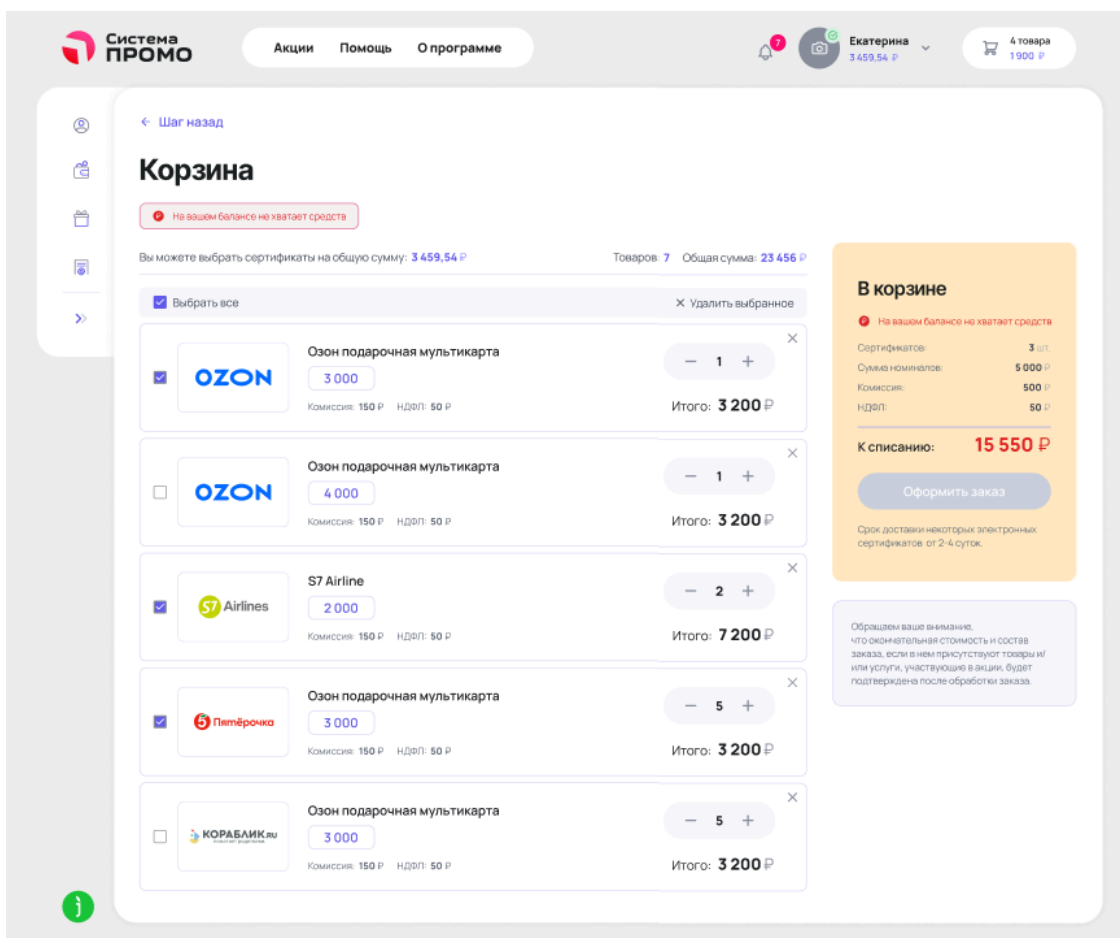 Система
ПРОМО
Акции Помощь О программе
7
Екатерина
3 459,54 ₽
4 товара
1 900 ₽
← Шаг назад
Корзина
На вашем балансе не хватает средств
Вы можете выбрать сертификаты на общую сумму: 3 459,54 ₽
Товаров: 7 Общая сумма: 23 456 ₽
Выбрать все
× Удалить выбранное
OZON
Озон подарочная мультикарта
3 000
Комиссия: 150 ₽ НДФЛ: 50 ₽
— 1 +
Итого: 3 200 ₽
OZON
Озон подарочная мультикарта
4 000
Комиссия: 150 ₽ НДФЛ: 50 ₽
— 1 +
Итого: 3 200 ₽
S7 Airlines
S7 Airline
2 000
Комиссия: 150 ₽ НДФЛ: 50 ₽
— 2 +
Итого: 7 200 ₽
5 Пятёрочка
Озон подарочная мультикарта
3 000
Комиссия: 150 ₽ НДФЛ: 50 ₽
— 5 +
Итого: 3 200 ₽
КОРАБЛИК.RU
Озон подарочная мультикарта
3 000
Комиссия: 150 ₽ НДФЛ: 50 ₽
— 5 +
Итого: 3 200 ₽
В корзине
На вашем балансе не хватает средств
Сертификатов: 3 шт.
Сумма номиналов: 5 000 ₽
Комиссия: 500 ₽
НДФЛ: 50 ₽
К списанию: 15 550 ₽
Оформить заказ
Срок доставки некоторых электронных
сертификатов от 2-4 суток.
Обращаем ваше внимание,
что окончательная стоимость и состав
заказа, если в нем присутствуют товары и/
или услуги, участвующие в акции, будет
подтверждена после обработки заказа.